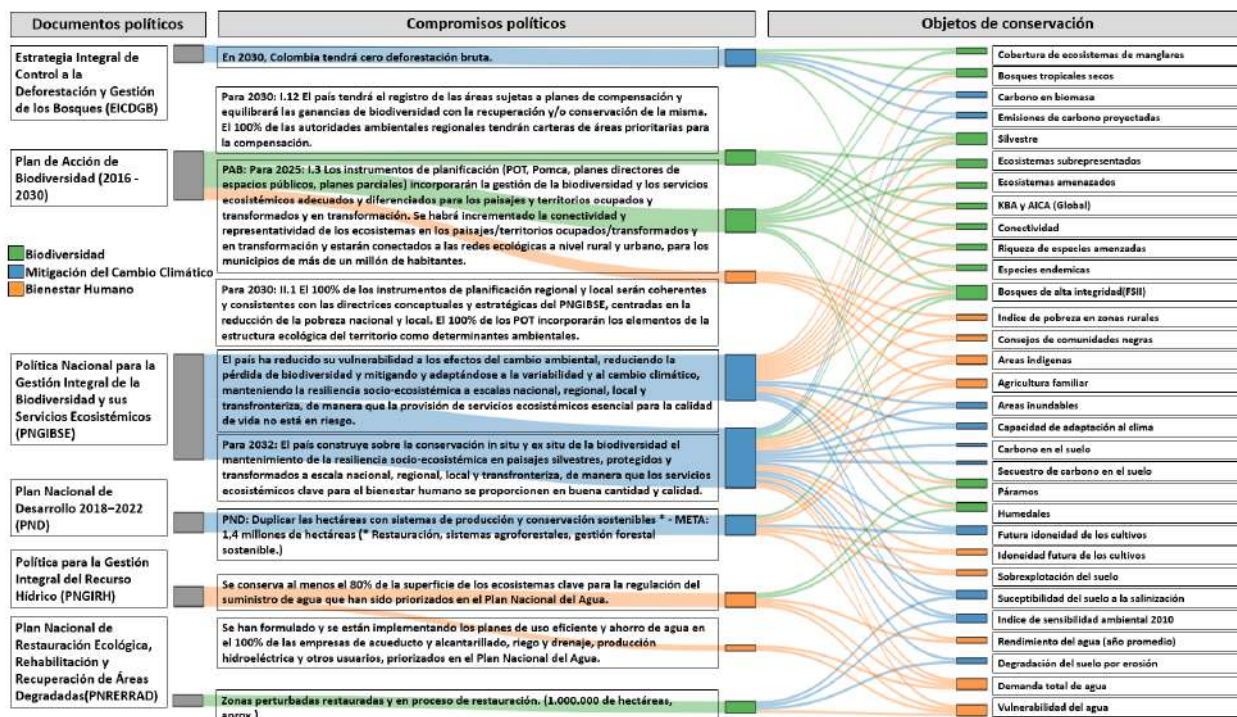 Documentos políticos
Compromisos políticos
Objetos de conservación
Estrategia Integral de
Control a la
Deforestación y Gestión
de los Bosques (EICDGB)
Plan de Acción de
Biodiversidad (2016 -
2030)
Biodiversidad
Mitigación del Cambio Climático
Bienestar Humano
Política Nacional para la
Gestión Integral de la
Biodiversidad y sus
Servicios Ecosistémicos
(PNGIBSE)
Plan Nacional de
Desarrollo 2018–2022
(PND)
Política para la Gestión
Integral del Recurso
Hídrico (PNGIRH)
Plan Nacional de
Restauración Ecológica,
Rehabilitación y
Recuperación de Áreas
Degradadas(PNRERRAD)
En 2030, Colombia tendrá cero deforestación bruta.
Para 2030: I.12 El país tendrá el registro de las áreas sujetas a planes de compensación y
equilibrará las ganancias de biodiversidad con la recuperación y/o conservación de la misma.
El 100% de las autoridades ambientales regionales tendrán carteras de áreas prioritarias para
la compensación.
PAB: Para 2025: I.3 Los instrumentos de planificación (POT, Pomca, planes directores de
espacios públicos, planes parciales) incorporarán la gestión de la biodiversidad y los servicios
ecosistémicos adecuados y diferenciados para los paisajes y territorios ocupados y
transformados y en transformación. Se habrá incrementado la conectividad y
representatividad de los ecosistemas en los paisajes/territorios ocupados/transformados y
en transformación y estarán conectados a las redes ecológicas a nivel rural y urbano, para los
municipios de más de un millón de habitantes.
Para 2030: II.1 El 100% de los instrumentos de planificación regional y local serán coherentes
y consistentes con las directrices conceptuales y estratégicas del PNGIBSE, centradas en la
reducción de la pobreza nacional y local. El 100% de los POT incorporarán los elementos de la
estructura ecológica del territorio como determinantes ambientales.
El país ha reducido su vulnerabilidad a los efectos del cambio ambiental, reduciendo la
pérdida de biodiversidad y mitigando y adaptándose a la variabilidad y al cambio climático,
manteniendo la resiliencia socio-ecosistémica a escalas nacional, regional, local y
transfronteriza, de manera que la provisión de servicios ecosistémicos esencial para la calidad
de vida no está en riesgo.
Para 2032: El país construye sobre la conservación in situ y ex situ de la biodiversidad el
mantenimiento de la resiliencia socio-ecosistémica en paisajes silvestres, protegidos y
transformados a escala nacional, regional, local y transfronteriza, de manera que los servicios
ecosistémicos clave para el bienestar humano se proporcionen en buena cantidad y calidad.
PND: Duplicar las hectáreas con sistemas de producción y conservación sostenibles * - META:
1,4 millones de hectáreas (* Restauración, sistemas agroforestales, gestión forestal
sostenible.)
Se conserva al menos el 80% de la superficie de los ecosistemas clave para la regulación del
suministro de agua que han sido priorizados en el Plan Nacional del Agua.
Se han formulado y se están implementando los planes de uso eficiente y ahorro de agua en
el 100% de las empresas de acueducto y alcantarillado, riego y drenaje, producción
hidroeléctrica y otros usuarios, priorizados en el Plan Nacional del Agua.
Zonas perturbadas restauradas y en proceso de restauración. (1.000.000 de hectáreas,
aprox.)
Cobertura de ecosistemas de manglares
Bosques tropicales secos
Carbono en biomasa
Emisiones de carbono proyectadas
Silvestre
Ecosistemas subrepresentados
Ecosistemas amenazados
KBA y AICA (Global)
Conectividad
Riqueza de especies amenzadas
Especies endemicas
Bosques de alta integridad(FSII)
Indice de pobreza en zonas rurales
Consejos de comunidades negras
Areas indigenas
Agricultura familiar
Areas inundables
Capacidad de adaptación al clima
Carbono en el suelo
Secuestro de carbono en el suelo
Páramos
Humedales
Futura idoneidad de los cultivos
Idoneidad futura de los cultivos
Sobrexplotación del suelo
Suceptibilidad del suelo a la salinización
Indice de sensibilidad ambiental 2010
Rendimiento del agua (año promedio)
Degradación del suelo por erosión
Demanda total de agua
Vulnerabilidad del agua